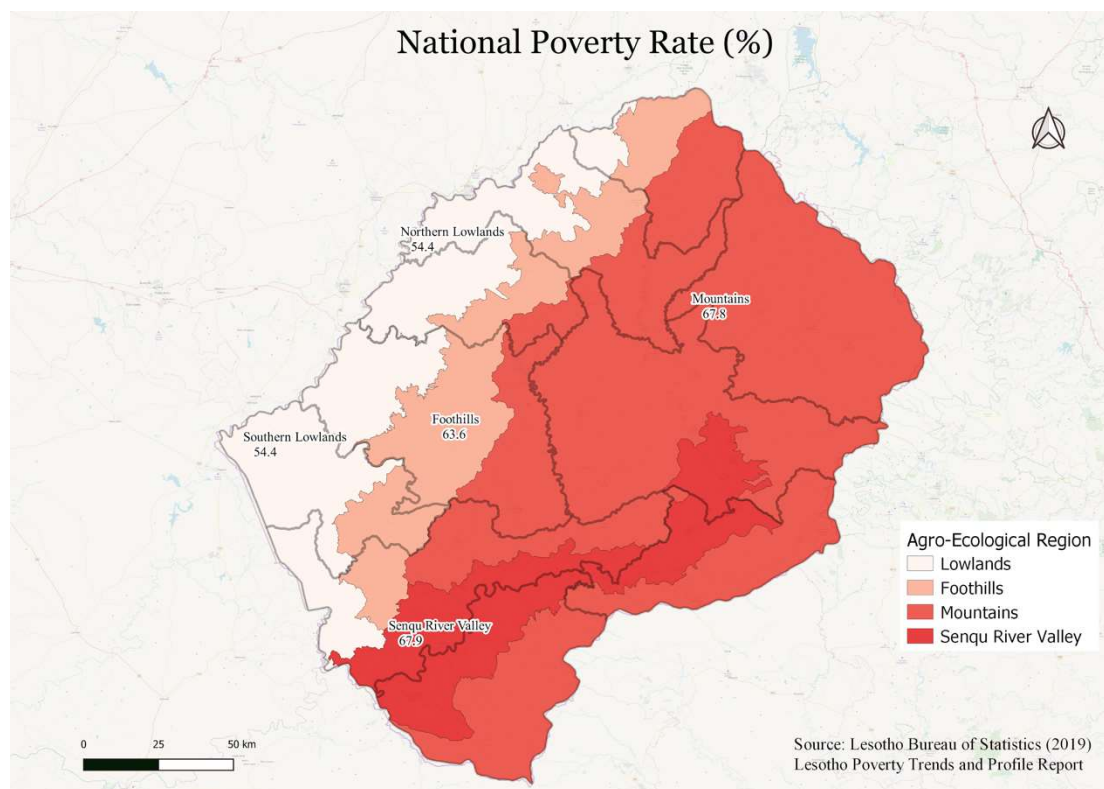 National Poverty Rate (%)
Northern Lowlands
54.4
Mountains
67.8
Foothills
63.6
Southern Lowlands
54.4
Senqu River Valley
67.9
Agro-Ecological Region
Lowlands
Foothills
Mountains
Senqu River Valley
0 25 50 km
Source: Lesotho Bureau of Statistics (2019)
Lesotho Poverty Trends and Profile Report